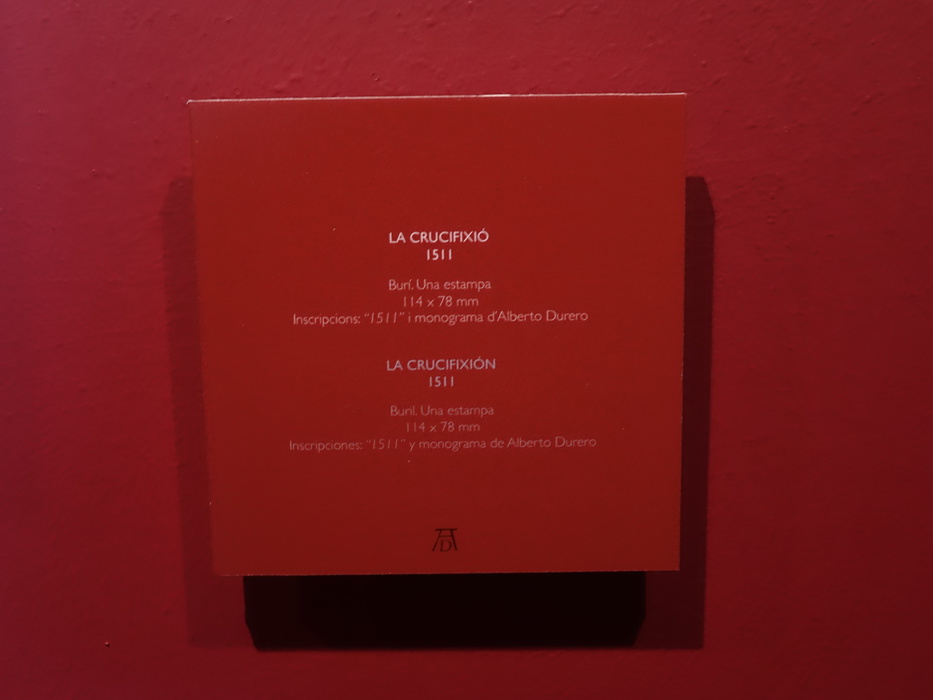 LA CRUCIFIXIÓ
1511
Burí. Una estampa
114 x 78 mm
Inscripcions: “1511” i monograma d’Alberto Durero
LA CRUCIFIXIÓN
1511
Buril. Una estampa
114 x 78 mm
Inscripciones: “1511” y monograma de Alberto Durero
AD